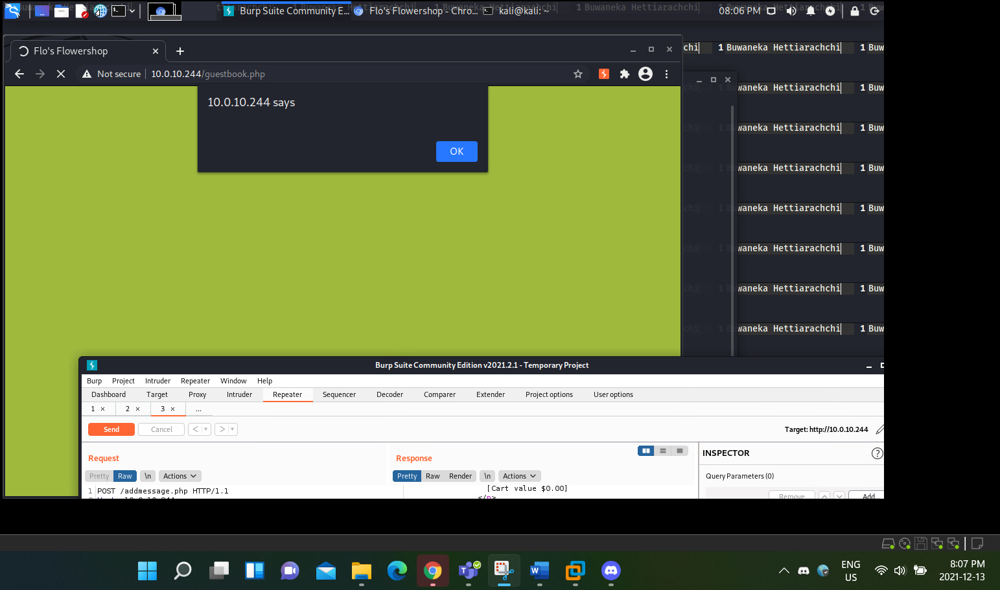 Burp Suite Community E... Flo's Flowershop - Chro... kali@kali: ~ 08:06 PM
Flo's Flowershop
Not secure 10.0.10.244/guestbook.php
10.0.10.244 says
OK
chi 1 Buwaneka Hettiarachchi 1 Buw
waneka Hettiarachchi 1 Buw
waneka Hettiarachchi 1 Buw
waneka Hettiarachchi 1 Buw
waneka Hettiarachchi 1 Buw
waneka Hettiarachchi 1 Buw
waneka Hettiarachchi 1 Buw
waneka Hettiarachchi 1 Buw
Burp Suite Community Edition v2021.2.1 - Temporary Project
Burp Project Intruder Repeater Window Help
Dashboard Target Proxy Intruder Repeater Sequencer Decoder Comparer Extender Project options User options
1 × 2 × 3 × ...
Send Cancel < > Target: http://10.0.10.244
Request Response INSPECTOR ?
Pretty Raw \n Actions Pretty Raw Render \n Actions Query Parameters (0)
1 POST /addmessage.php HTTP/1.1 [Cart value $0.00]
</p>
Remove Add...
ENG
US
8:07 PM
2021-12-13